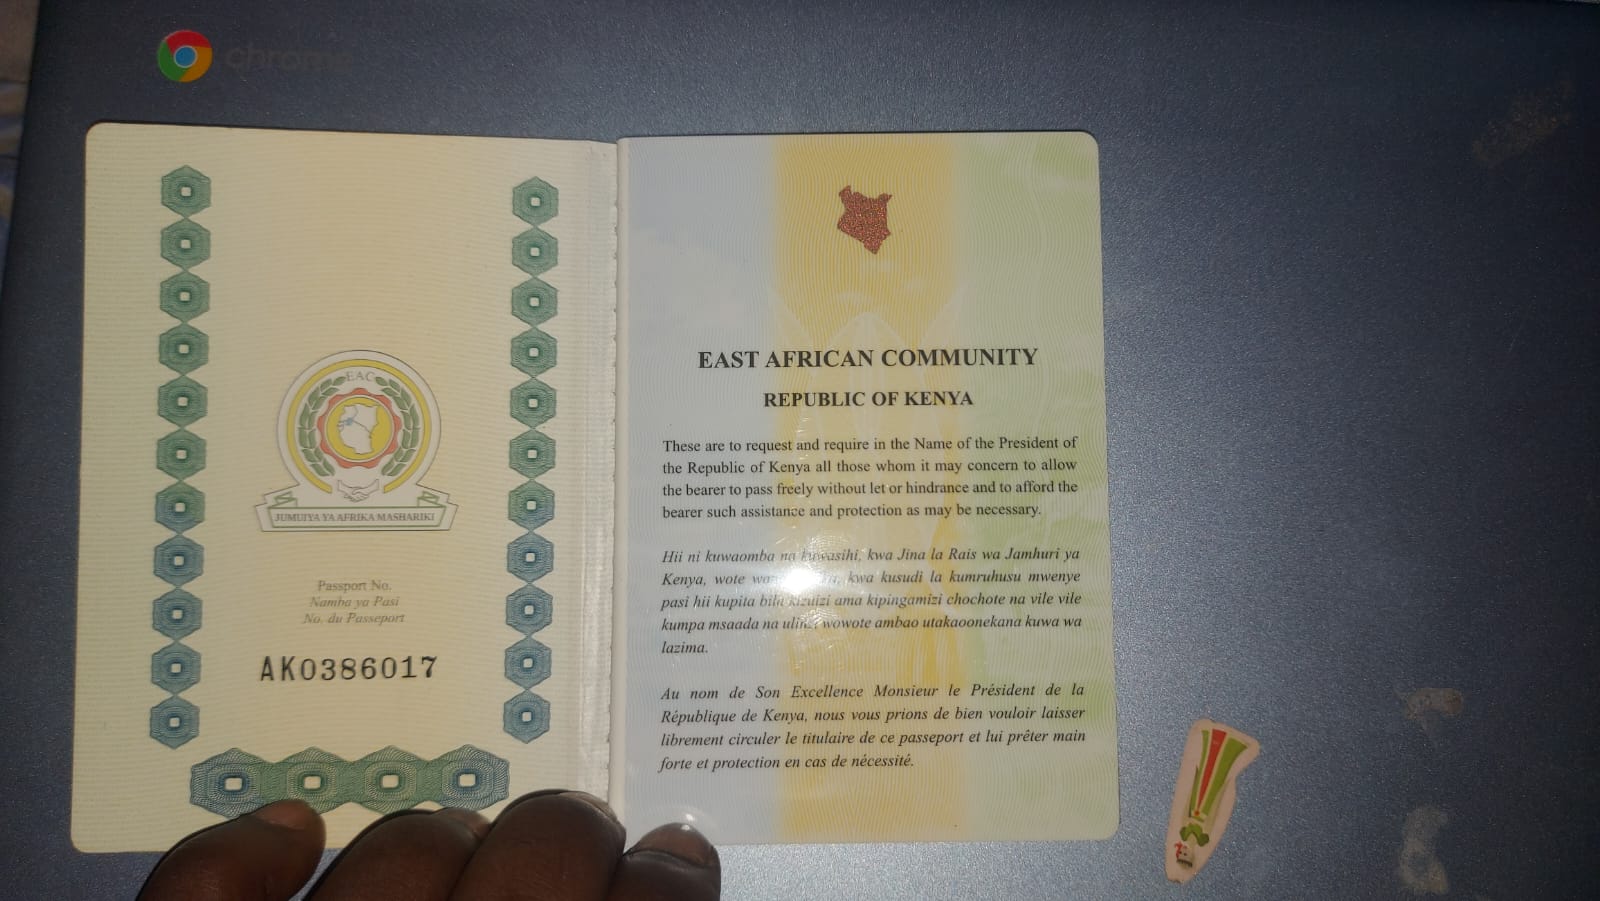 chrom
EAC
JUMUIYA YA AFRIKA MASHARIKI
Passport No.
Namba ya Pasi
No. du Passeport
AK0386017
EAST AFRICAN COMMUNITY
REPUBLIC OF KENYA
These are to request and require in the Name of the President of
the Republic of Kenya all those whom it may concern to allow
the bearer to pass freely without let or hindrance and to afford the
bearer such assistance and protection as may be necessary.
Hii ni kuwaomba na kuwasihi, kwa Jina la Rais wa Jamhuri ya
Kenya, wote kwa kusudi la kumruhusu mwenye
pasi hii kupita bila kizuizi ama kipingamizi chochote na vile vile
kumpa msaada na ulinzi wowote ambao utakaoonekana kuwa wa
lazima.
Au nom de Son Excellence Monsieur le Président de la
République de Kenya, nous vous prions de bien vouloir laisser
librement circuler le titulaire de ce passeport et lui prêter main
forte et protection en cas de nécessité.